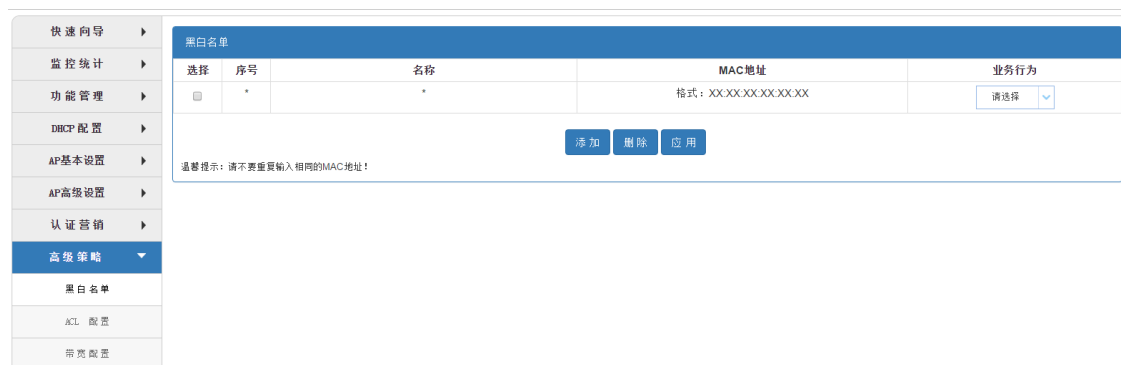 快速向导
监控统计
功能管理
DHCP配置
AP基本设置
AP高级设置
认证营销
高级策略
黑白名单
ACL 配置
带宽配置
黑白名单
选择 序号 名称 MAC地址 业务行为
* * 格式：XX:XX:XX:XX:XX:XX 请选择
添加 删除 应用
温馨提示：请不要重复输入相同的MAC地址！